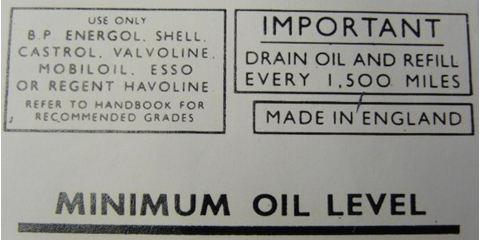 USE ONLY
B.P ENERGOL. SHELL.
CASTROL. VALVOLINE.
MOBILOIL. ESSO
OR REGENT HAVOLINE
REFER TO HANDBOOK FOR
RECOMMENDED GRADES
IMPORTANT
DRAIN OIL AND REFILL
EVERY 1,500 MILES
MADE IN ENGLAND
MINIMUM OIL LEVEL